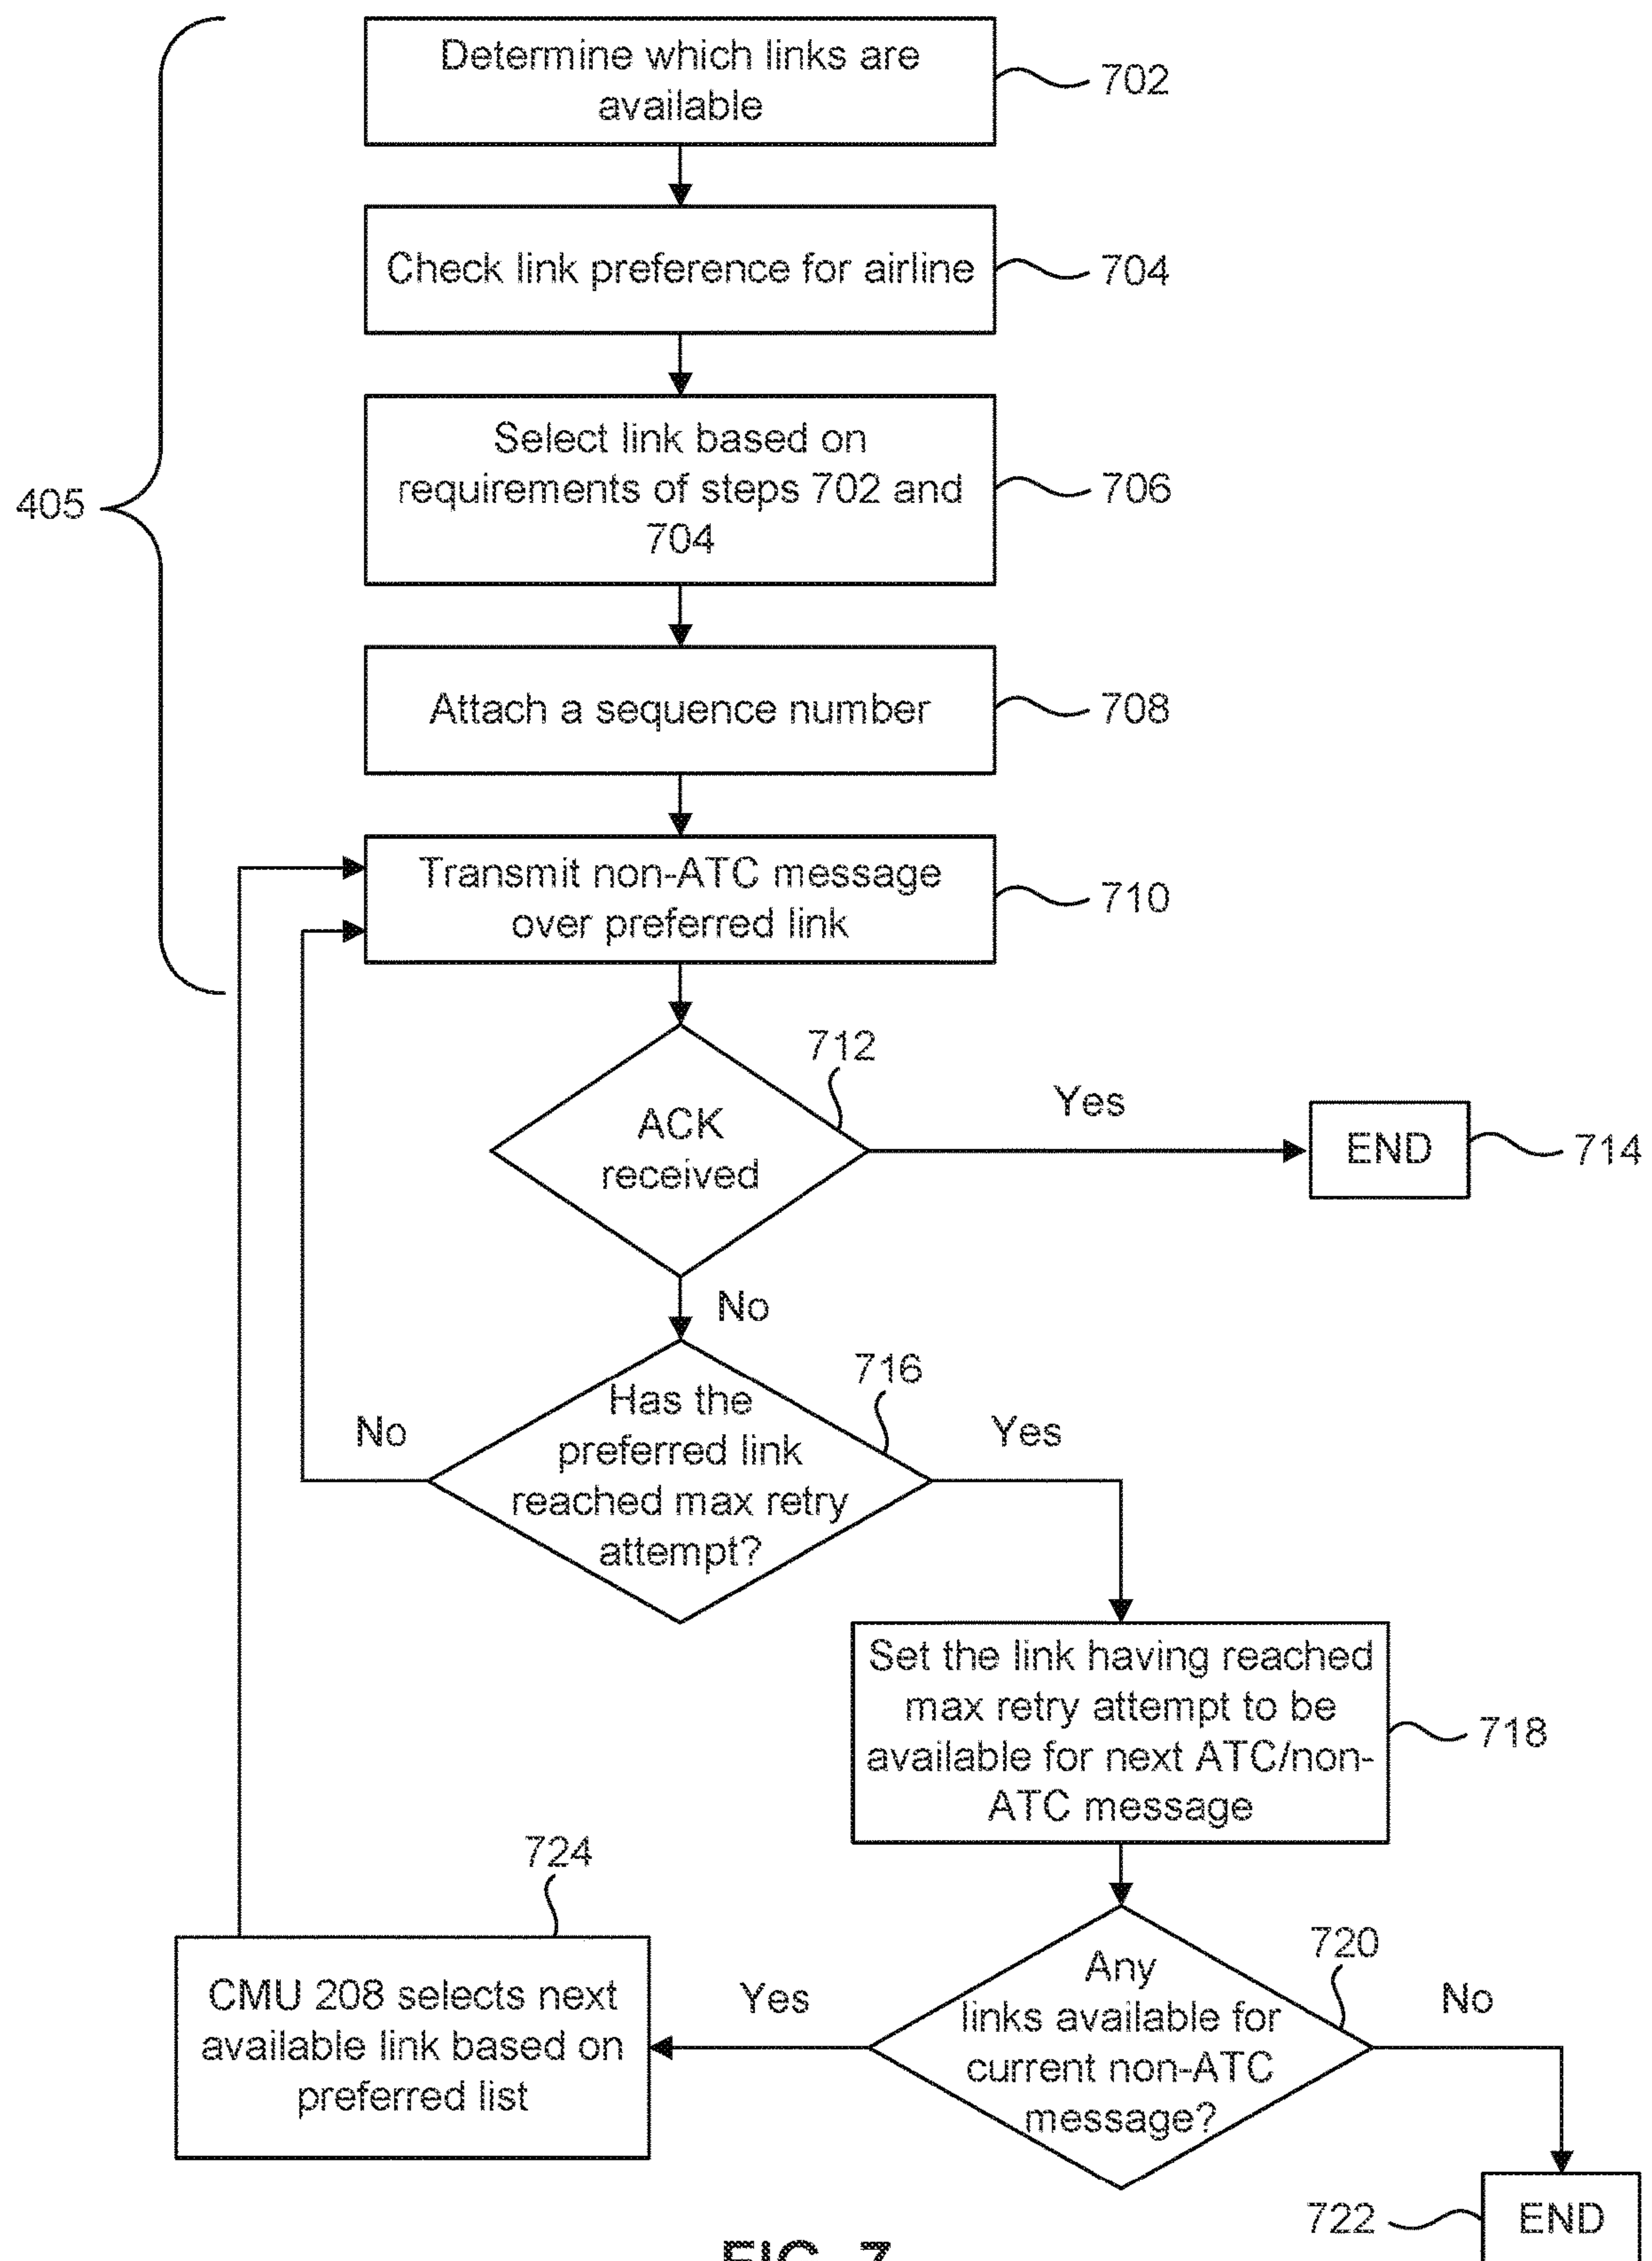 Determine which links are
available
702
Check link preference for airline
704
Select link based on
requirements of steps 702 and
704
706
405
Attach a sequence number
708
Transmit non-ATC message
over preferred link
710
712
ACK
received
Yes
END
714
No
716
Has the
preferred link
reached max retry
attempt?
No
Yes
Set the link having reached
max retry attempt to be
available for next ATC/non-
ATC message
718
724
CMU 208 selects next
available link based on
preferred list
Yes
720
Any
links available for
current non-ATC
message?
No
722
END
FIG. 7